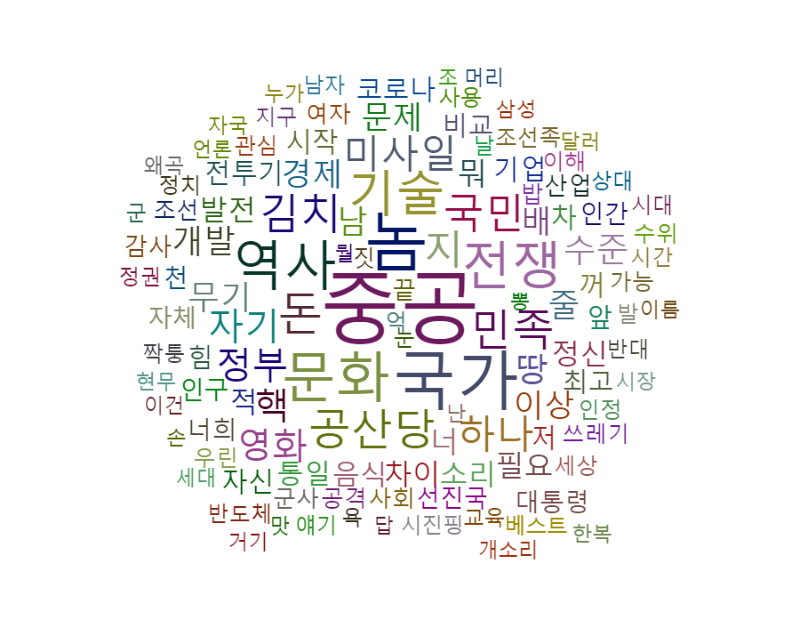 조 머리
누가 남자 코로나 사용
자국 지구 여자 문제 비교 삼성
언론 관심 시작 미사일 날 조선족 달러
왜곡 전투기 경제 기술 뭐 기업 이해
정치 김치 국민 밥 산업 상대
군 조선 발전 남 놈 배 차 인간 시대
감사 개발 역사 뭘 짓 지 전쟁 수준 수위 시간
정권 천 무기 돈 끝 중공 뽕 줄 꺼 가능
자체 자기 억 눈 민족 앞 발 이름
짝퉁 힘 정부 문화 국가 땅 정신 반대
현무 인구 적 핵 최고 시장
이건 공산당 난 하나 이상 인정
손 너희 영화 너 저 쓰레기
우린 통일 음식 차이 소리 필요 세상
세대 자신 군사 공격 사회 선진국 대통령
반도체 맛 얘기 욕 답 시진핑 교육 베스트 한복
거기 개소리